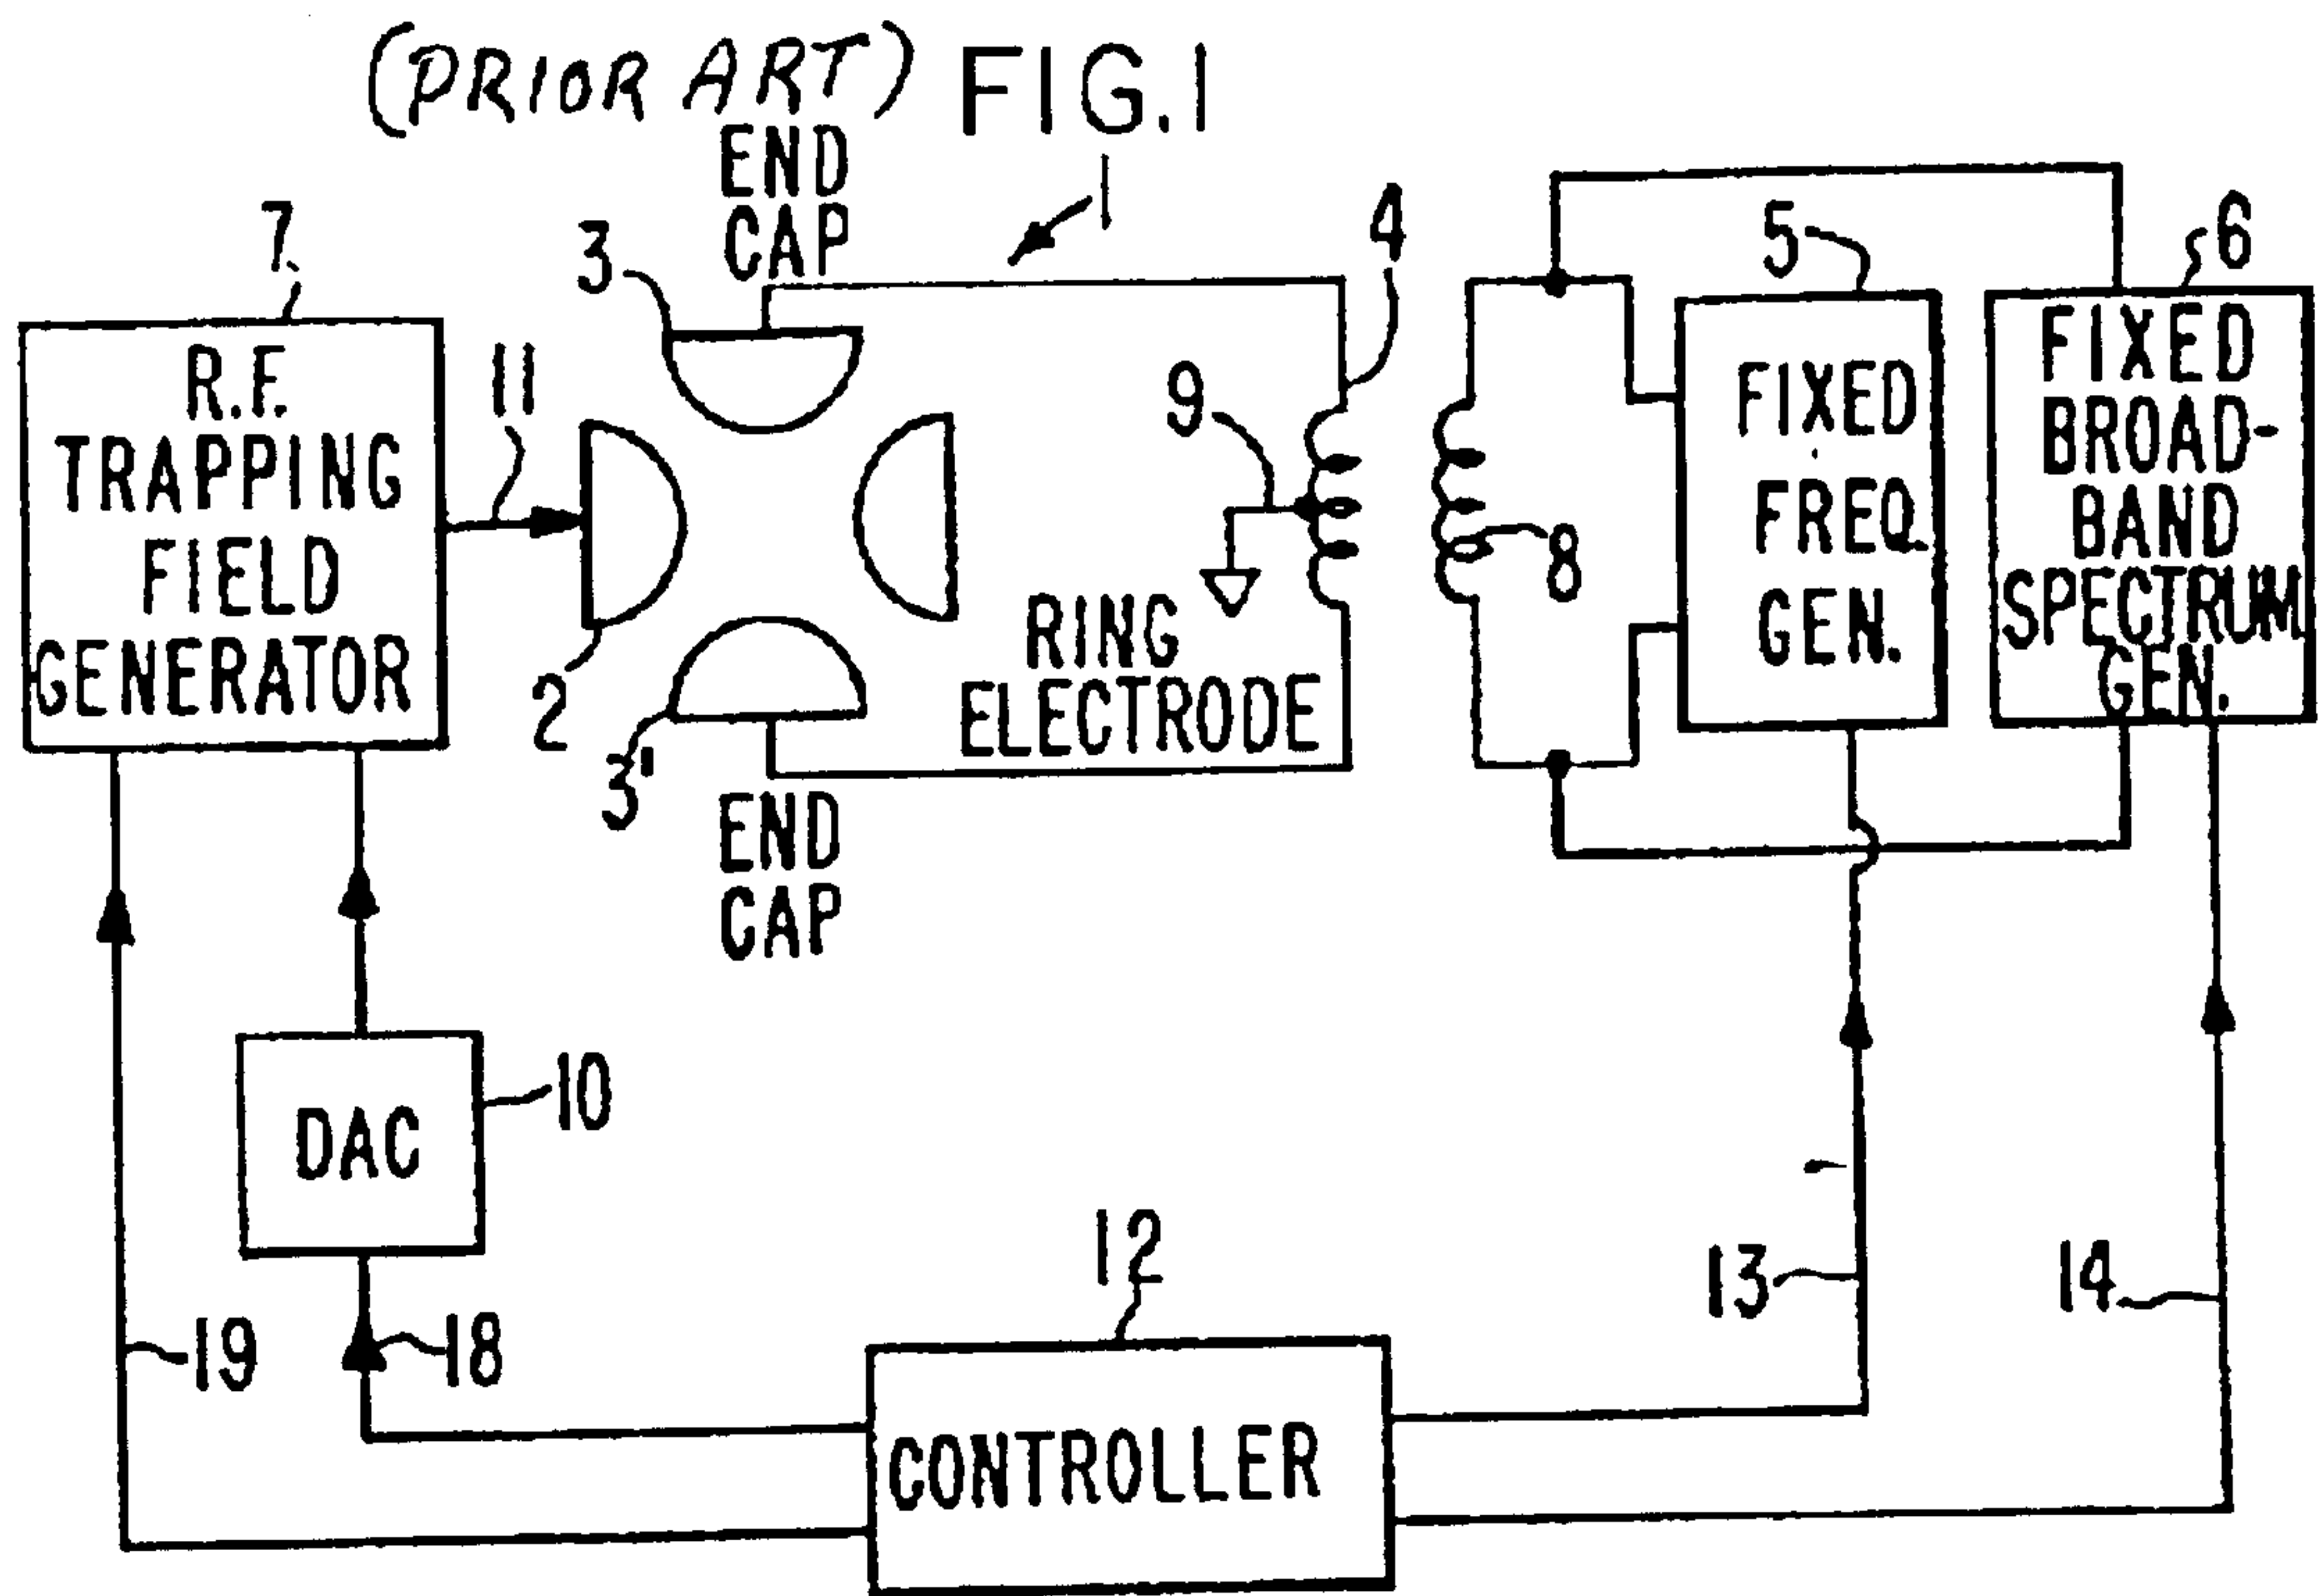 (PRIOR ART) FIG.1
1
END
CAP
7
3
4
5
6
R.F.
TRAPPING
FIELD
GENERATOR
11
9
FIXED
FREQ.
GEN.
FIXED
BROAD-
BAND
SPECTRUM
GEN.
8
2
RING
ELECTRODE
3'
END
CAP
DAC
10
12
13
14
19
18
CONTROLLER